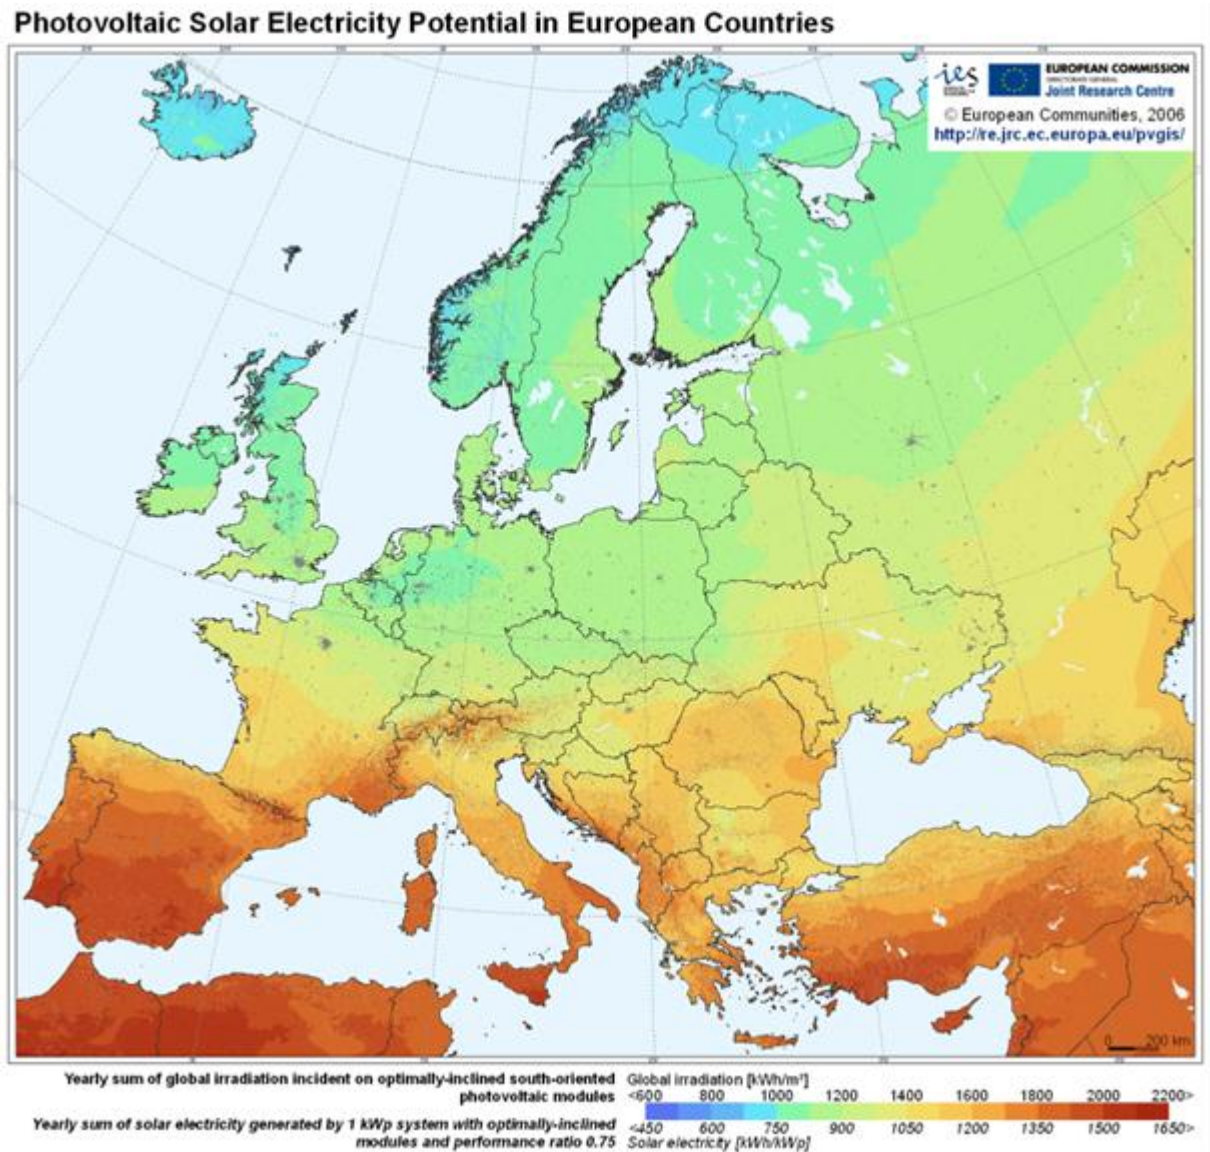 Photovoltaic Solar Electricity Potential in European Countries
ies
EUROPEAN COMMISSION
DIRECTORATE GENERAL
Joint Research Centre
© European Communities, 2006
http://re.jrc.ec.europa.eu/pvgis/
0 200 km
Yearly sum of global irradiation incident on optimally-inclined south-oriented
photovoltaic modules
Global irradiation [kWh/m²]
<600 800 1000 1200 1400 1600 1800 2000 2200>
Yearly sum of solar electricity generated by 1 kWp system with optimally-inclined
modules and performance ratio 0.75
<450 600 750 900 1050 1200 1350 1500 1650>
Solar electricity [kWh/kWp]